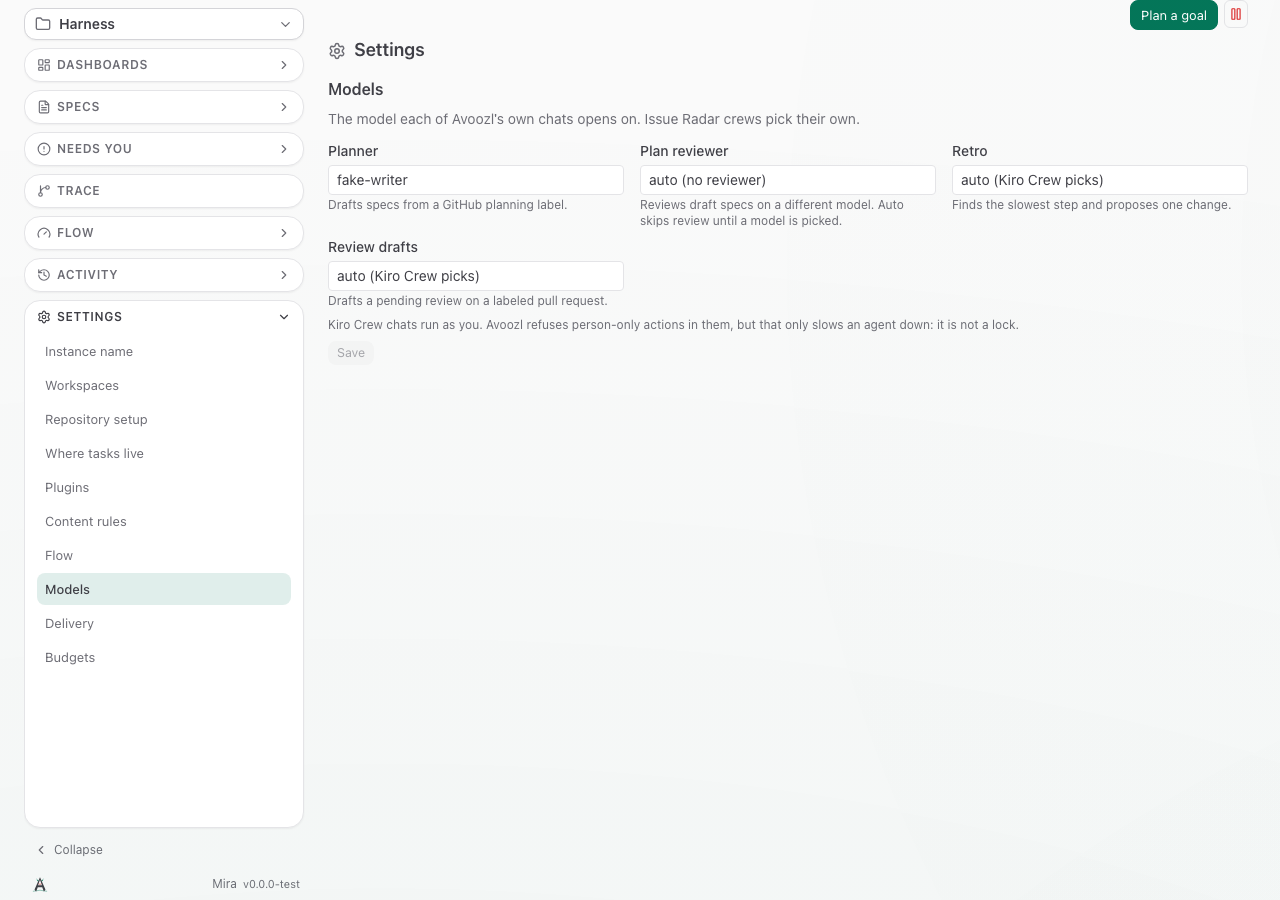 Harness
Plan a goal
DASHBOARDS
SPECS
NEEDS YOU
TRACE
FLOW
ACTIVITY
SETTINGS
Instance name
Workspaces
Repository setup
Where tasks live
Plugins
Content rules
Flow
Models
Delivery
Budgets
Collapse
Mira v0.0.0-test
Settings
Models
The model each of Avoozl's own chats opens on. Issue Radar crews pick their own.
Planner
fake-writer
Drafts specs from a GitHub planning label.
Plan reviewer
auto (no reviewer)
Reviews draft specs on a different model. Auto
skips review until a model is picked.
Retro
auto (Kiro Crew picks)
Finds the slowest step and proposes one change.
Review drafts
auto (Kiro Crew picks)
Drafts a pending review on a labeled pull request.
Kiro Crew chats run as you. Avoozl refuses person-only actions in them, but that only slows an agent down: it is not a lock.
Save